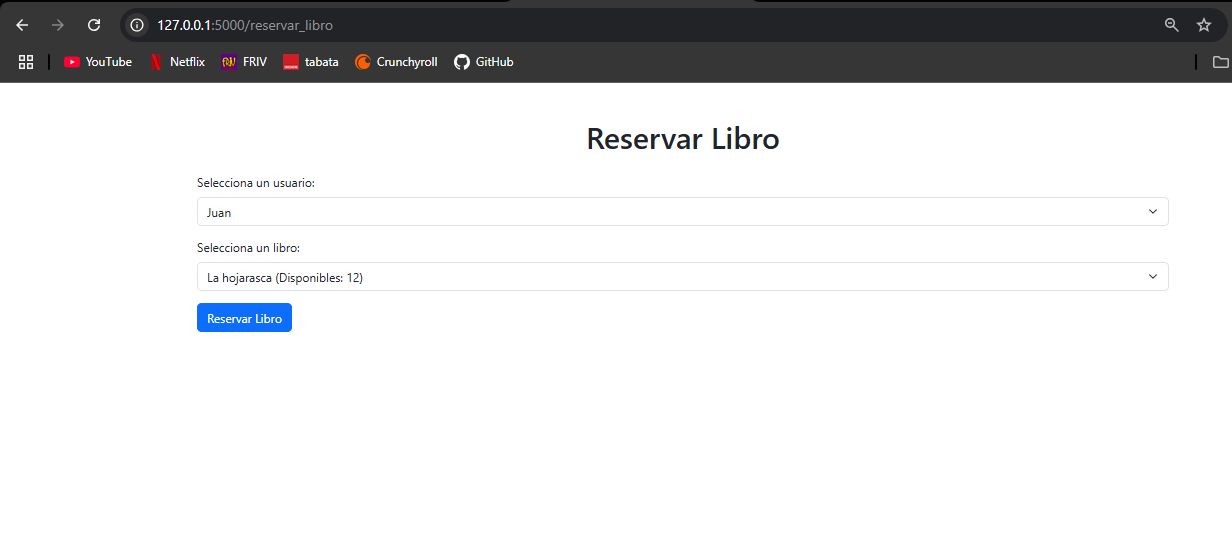 127.0.0.1:5000/reservar_libro
YouTube Netflix FRIV tabata Crunchyroll GitHub
Reservar Libro
Selecciona un usuario:
Juan
Selecciona un libro:
La hojarasca (Disponibles: 12)
Reservar Libro